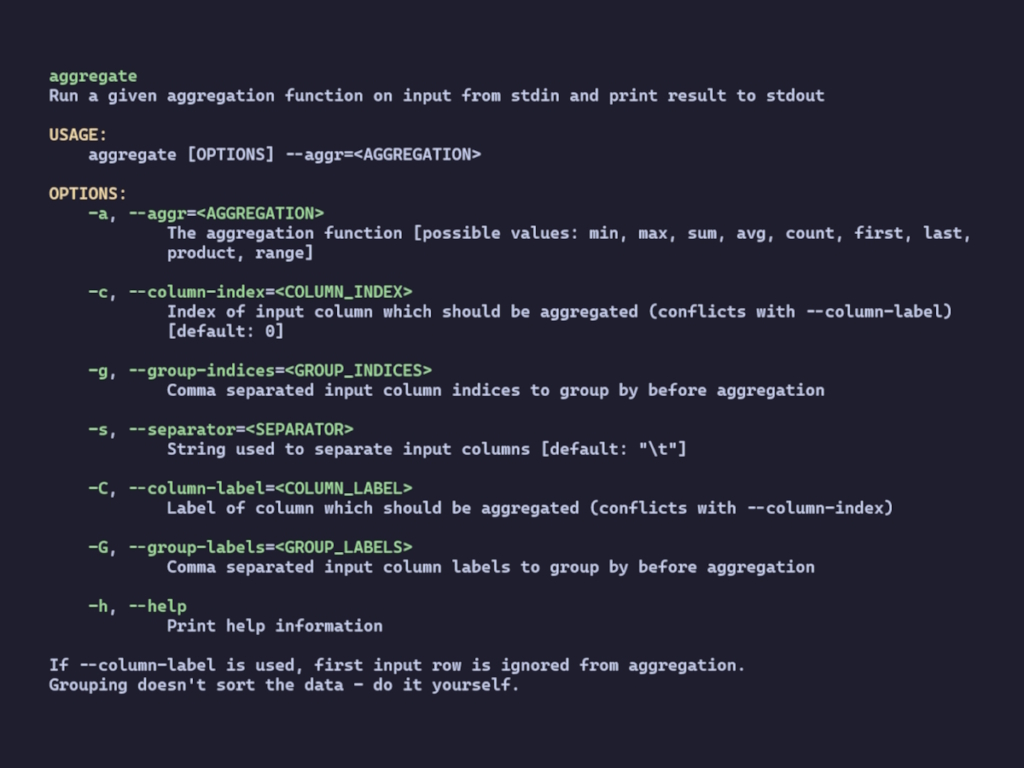 aggregate
Run a given aggregation function on input from stdin and print result to stdout
USAGE:
aggregate [OPTIONS] --aggr=<AGGREGATION>
OPTIONS:
-a, --aggr=<AGGREGATION>
The aggregation function [possible values: min, max, sum, avg, count, first, last,
product, range]
-c, --column-index=<COLUMN_INDEX>
Index of input column which should be aggregated (conflicts with --column-label)
[default: 0]
-g, --group-indices=<GROUP_INDICES>
Comma separated input column indices to group by before aggregation
-s, --separator=<SEPARATOR>
String used to separate input columns [default: "\t"]
-C, --column-label=<COLUMN_LABEL>
Label of column which should be aggregated (conflicts with --column-index)
-G, --group-labels=<GROUP_LABELS>
Comma separated input column labels to group by before aggregation
-h, --help
Print help information
If --column-label is used, first input row is ignored from aggregation.
Grouping doesn't sort the data - do it yourself.